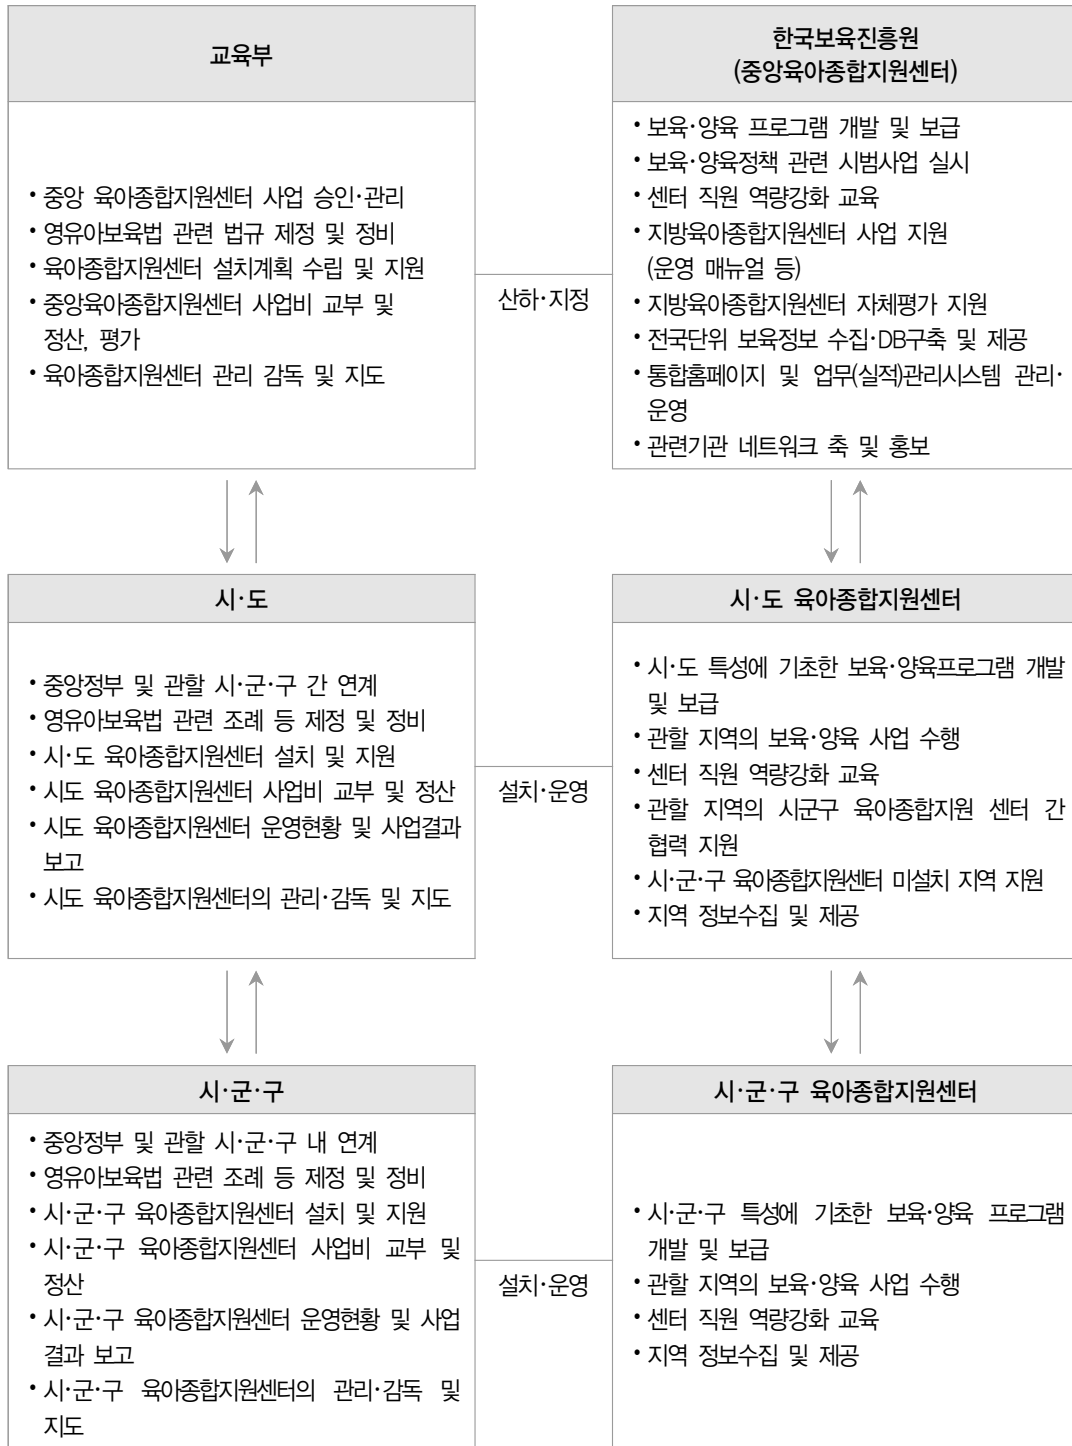 교육부
• 중앙 육아종합지원센터 사업 승인·관리
• 영유아보육법 관련 법규 제정 및 정비
• 육아종합지원센터 설치계획 수립 및 지원
• 중앙육아종합지원센터 사업비 교부 및
정산, 평가
• 육아종합지원센터 관리 감독 및 지도
산하·지정
한국보육진흥원
(중앙육아종합지원센터)
• 보육·양육 프로그램 개발 및 보급
• 보육·양육정책 관련 시범사업 실시
• 센터 직원 역량강화 교육
• 지방육아종합지원센터 사업 지원
(운영 매뉴얼 등)
• 지방육아종합지원센터 자체평가 지원
• 전국단위 보육정보 수집·DB구축 및 제공
• 통합홈페이지 및 업무(실적)관리시스템 관리·
운영
• 관련기관 네트워크 축 및 홍보
시·도
• 중앙정부 및 관할 시·군·구 간 연계
• 영유아보육법 관련 조례 등 제정 및 정비
• 시·도 육아종합지원센터 설치 및 지원
• 시도 육아종합지원센터 사업비 교부 및 정산
• 시도 육아종합지원센터 운영현황 및 사업결과
보고
• 시도 육아종합지원센터의 관리·감독 및 지도
설치·운영
시·도 육아종합지원센터
• 시·도 특성에 기초한 보육·양육프로그램 개발
및 보급
• 관할 지역의 보육·양육 사업 수행
• 센터 직원 역량강화 교육
• 관할 지역의 시군구 육아종합지원 센터 간
협력 지원
• 시·군·구 육아종합지원센터 미설치 지역 지원
• 지역 정보수집 및 제공
시·군·구
• 중앙정부 및 관할 시·군·구 내 연계
• 영유아보육법 관련 조례 등 제정 및 정비
• 시·군·구 육아종합지원센터 설치 및 지원
• 시·군·구 육아종합지원센터 사업비 교부 및
정산
• 시·군·구 육아종합지원센터 운영현황 및 사업
결과 보고
• 시·군·구 육아종합지원센터의 관리·감독 및
지도
설치·운영
시·군·구 육아종합지원센터
• 시·군·구 특성에 기초한 보육·양육 프로그램
개발 및 보급
• 관할 지역의 보육·양육 사업 수행
• 센터 직원 역량강화 교육
• 지역 정보수집 및 제공